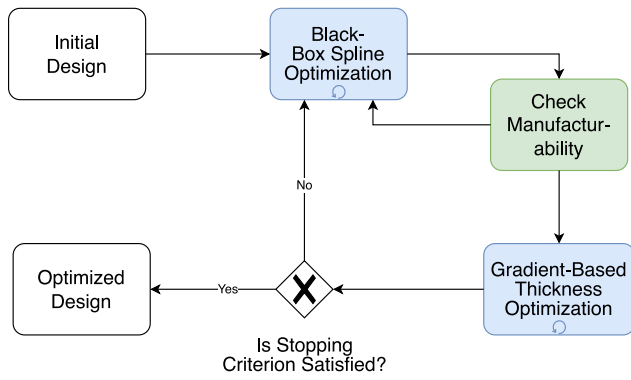 Initial
Design
Black-
Box Spline
Optimization
Check
Manufactur-
ability
No
Optimized
Design
Yes
Gradient-Based
Thickness
Optimization
Is Stopping
Criterion Satisfied?